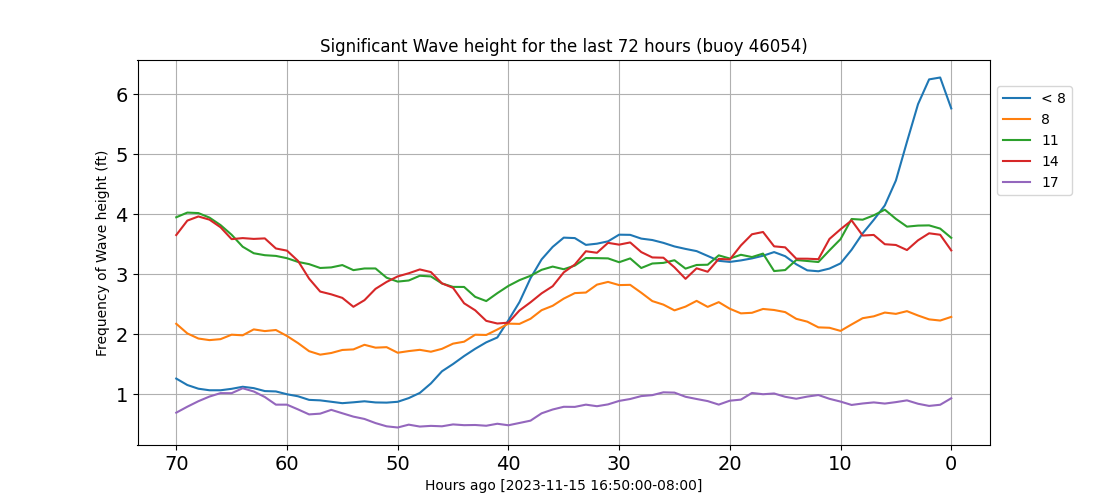 Significant Wave height for the last 72 hours (buoy 46054)
Frequency of Wave height (ft)
6
5
4
3
2
1
70 60 50 40 30 20 10 0
Hours ago [2023-11-15 16:50:00-08:00]
< 8
8
11
14
17